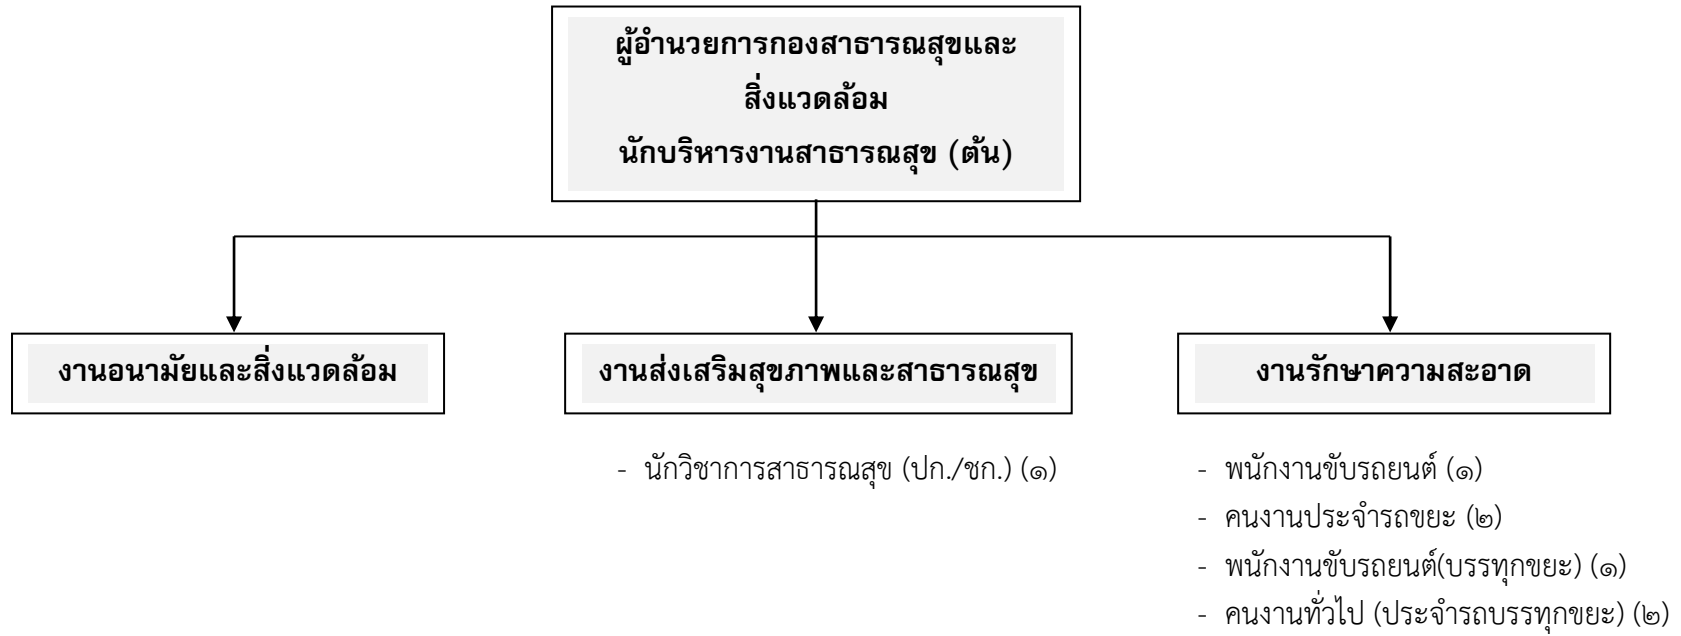 ผู้อำนวยการกองสาธารณสุขและ
สิ่งแวดล้อม
นักบริหารงานสาธารณสุข (ต้น)
งานอนามัยและสิ่งแวดล้อม
งานส่งเสริมสุขภาพและสาธารณสุข
งานรักษาความสะอาด
- นักวิชาการสาธารณสุข (ปก./ชก.) (๑)
- พนักงานขับรถยนต์ (๑)
- คนงานประจำรถขยะ (๒)
- พนักงานขับรถยนต์(บรรทุกขยะ) (๑)
- คนงานทั่วไป (ประจำรถบรรทุกขยะ) (๒)